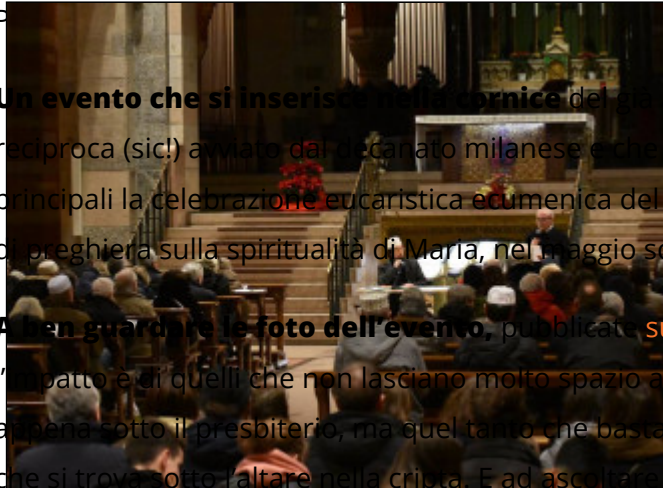 Un evento che si inserisce nella cornice del già
reciproca (sic!) avviato dal decanato milanese e che
principali la celebrazione eucaristica ecumenica del
di preghiera sulla spiritualità di Maria, nel maggio
A ben guardare le foto dell'evento, pubblicate
l'impatto è di quelli che non lasciano molto spazio a
appena sotto il presbiterio, ma quel tanto che basta
che si trova sotto l'altare nella cripta. E ad ascoltare